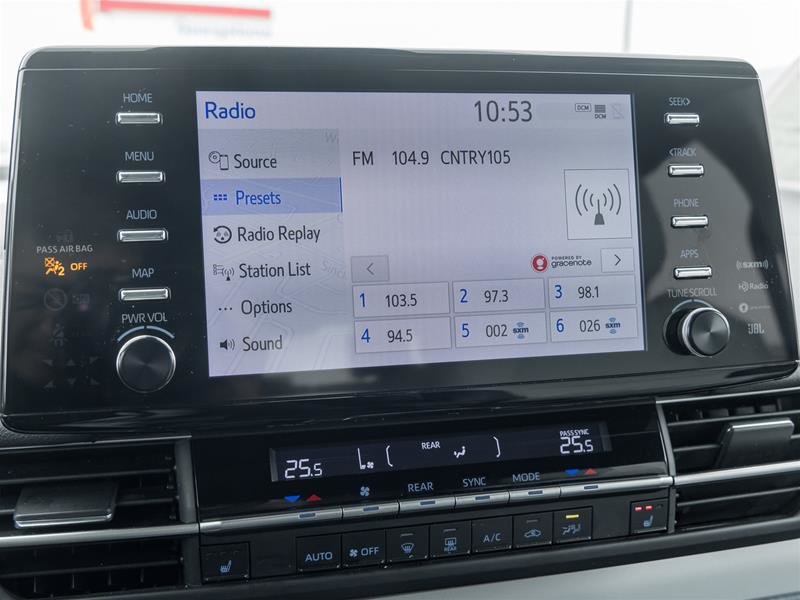 HOME
MENU
AUDIO
MAP
PWR VOL
PASS AIR BAG
2 OFF
Radio
10:53
DCM
DCM
Source
Presets
Radio Replay
Station List
Options
Sound
FM 104.9 CNTRY105
POWERED BY
gracenote
1 103.5
2 97.3
3 98.1
4 94.5
5 002 sxm
6 026 sxm
SEEK>
<TRACK
PHONE
APPS
TUNE SCROLL
sxm
HD Radio
gracenote
JBL
25.5
REAR
PASS SYNC
25.5
REAR
SYNC
MODE
AUTO
OFF
REAR
A/C